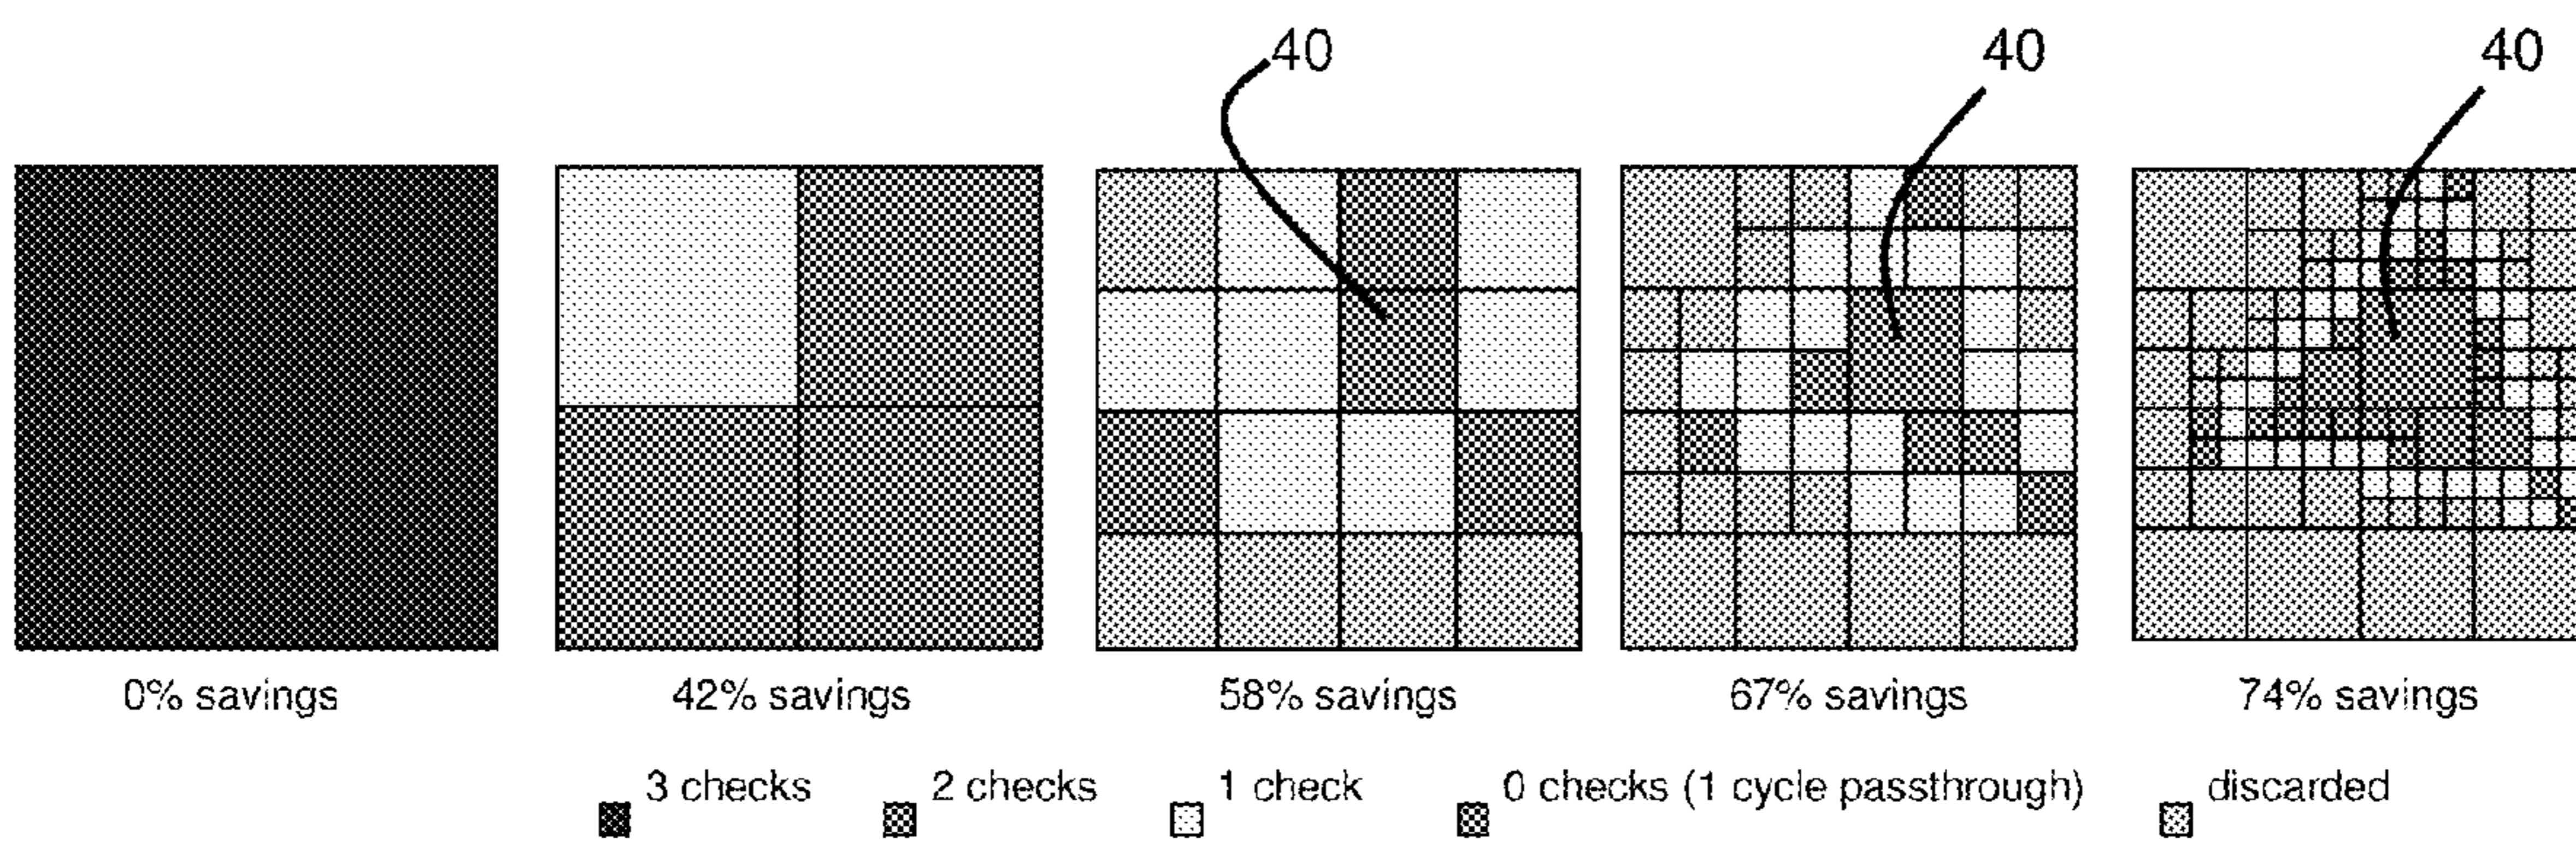 40 40 40
0% savings 42% savings 58% savings 67% savings 74% savings
3 checks 2 checks 1 check 0 checks (1 cycle passthrough) discarded